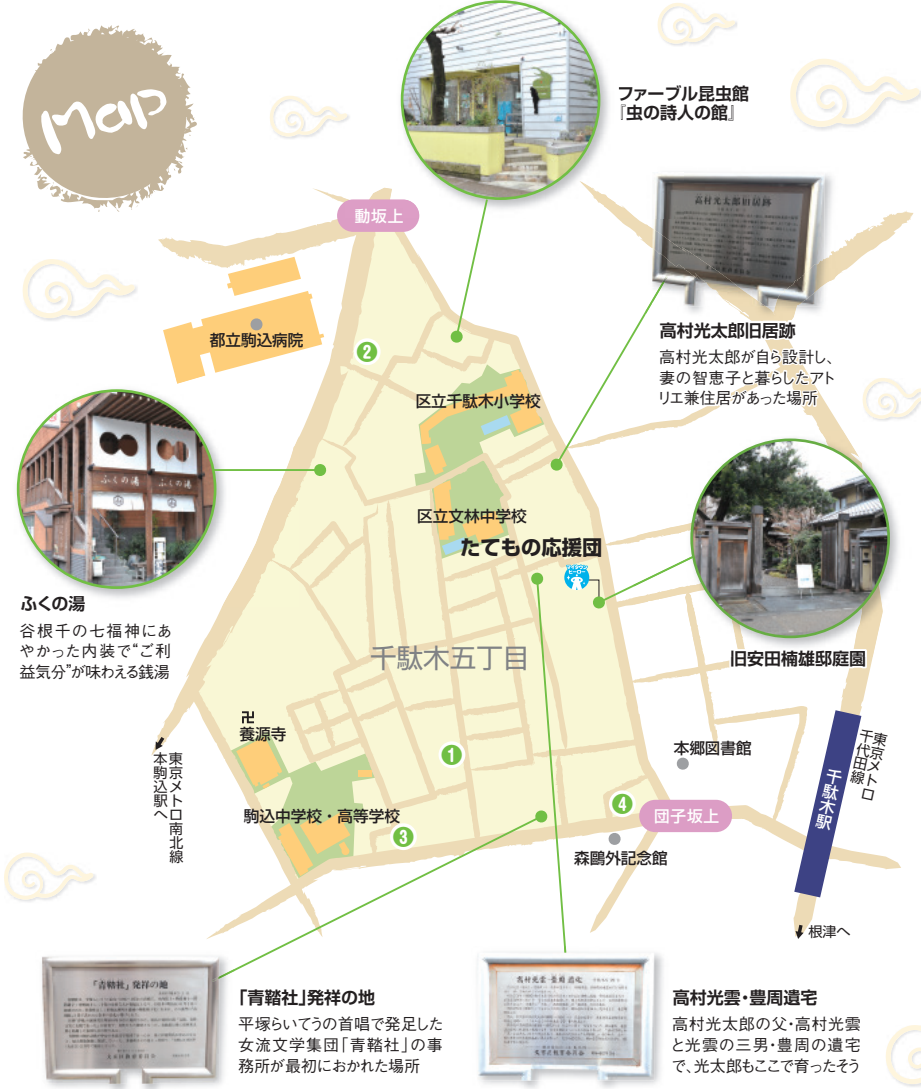 Map
ファーブル昆虫館
『虫の詩人の館』
動坂上
高村光太郎旧居跡
高村光太郎旧居跡
高村光太郎が自ら設計し、
妻の智恵子と暮らしたアト
リエ兼住居があった場所
都立駒込病院
②
区立千駄木小学校
ふくの湯
ふくの湯
ふくの湯
谷根千の七福神にあ
やかった内装で“ご利
益気分”が味わえる銭湯
区立文林中学校
たてもの応援団
旧安田楠雄邸庭園
千駄木五丁目
卍
養源寺
東京メトロ南北線
本駒込駅へ
①
本郷図書館
東京メトロ
千代田線
千駄木駅
駒込中学校・高等学校
③
④
団子坂上
森鷗外記念館
根津へ
「青鞜社」発祥の地
「青鞜社」発祥の地
平塚らいてうの首唱で発足した
女流文学集団「青鞜社」の事
務所が最初におかれた場所
高村光雲・豊周遺宅
高村光雲・豊周遺宅
高村光太郎の父・高村光雲
と光雲の三男・豊周の遺宅
で、光太郎もここで育ったそう